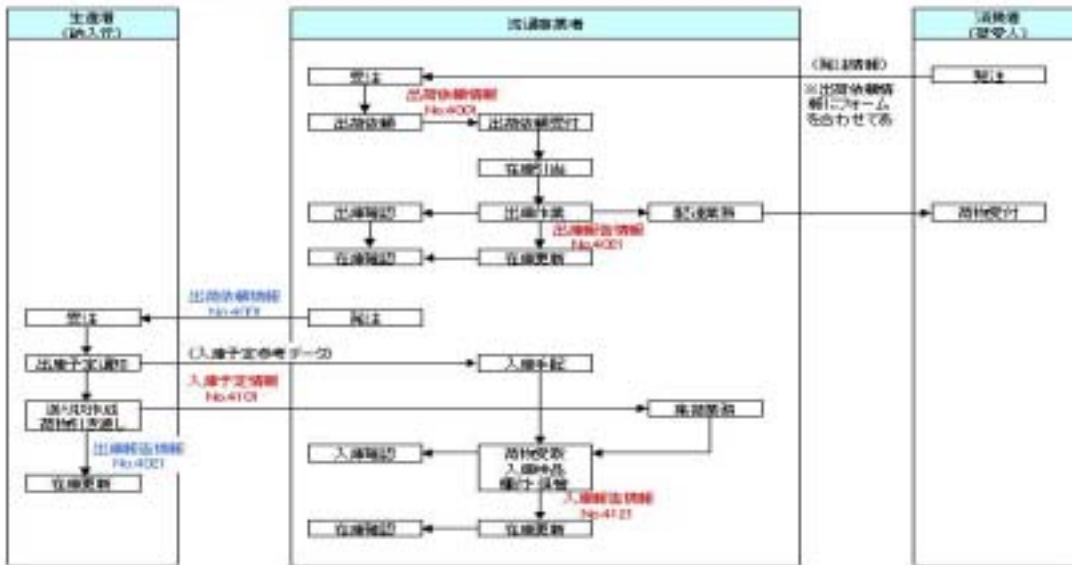 生産者
(納入業)
流通事業者
消費者
(荷受人)
受注
(発注情報)
発注
出荷依頼情報
No.4001
※出荷依頼情
報にフォーム
を合わせてあ
出荷依頼
出荷依頼受付
在庫引当
出庫確認
出庫作業
配送業務
荷物受付
出庫報告情報
No.4021
在庫確認
在庫更新
出荷依頼情報
No.4001
受注
発注
出庫予定通知
(入庫予定参考データ)
入庫手配
入庫予定情報
No.4101
送り状作成
荷物引き渡し
集荷業務
出庫報告情報
No.4021
入庫確認
荷物受取
入庫検品
棚付・保管
在庫更新
入庫報告情報
No.4121
在庫確認
在庫更新